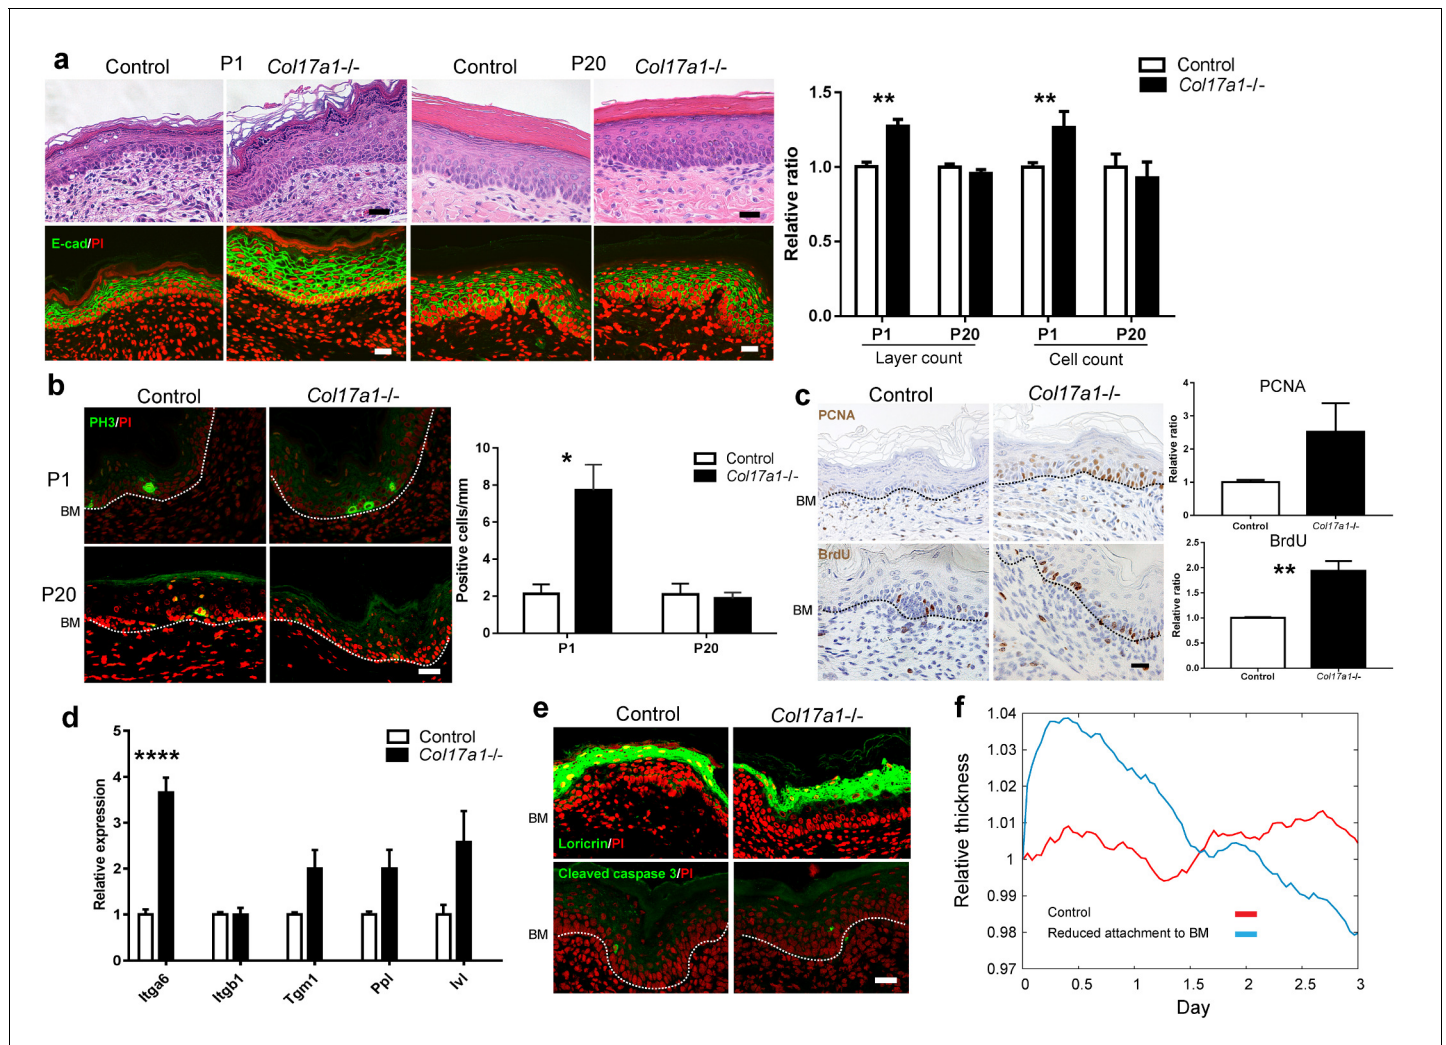 a
Control P1 Col17a1-/- Control P20 Col17a1-/-
E-cad/PI
Control
Col17a1-/-
Relative ratio
1.5
1.0
0.5
0.0
** **
P1 P20 P1 P20
Layer count Cell count
b
Control Col17a1-/-
PH3/PI
P1
BM
P20
BM
Positive cells/mm
10
8
6
4
2
0
*
Control
Col17a1-/-
P1 P20
c
Control Col17a1-/-
PCNA
BM
BrdU
BM
PCNA
Relative ratio
4
3
2
1
0
Control Col17a1-/-
BrdU
Relative ratio
2.5
2.0
1.5
1.0
0.5
0.0
**
Control Col17a1-/-
d
Control
Col17a1-/-
Relative expression
5
4
3
2
1
0
****
Itga6 Itgb1 Tgm1 Ppl Ivl
e
Control Col17a1-/-
BM
Loricrin/PI
Cleaved caspase 3/PI
BM
f
Relative thickness
1.04
1.03
1.02
1.01
1
0.99
0.98
0.97
Control
Reduced attachment to BM
0 0.5 1 1.5 2 2.5 3
Day